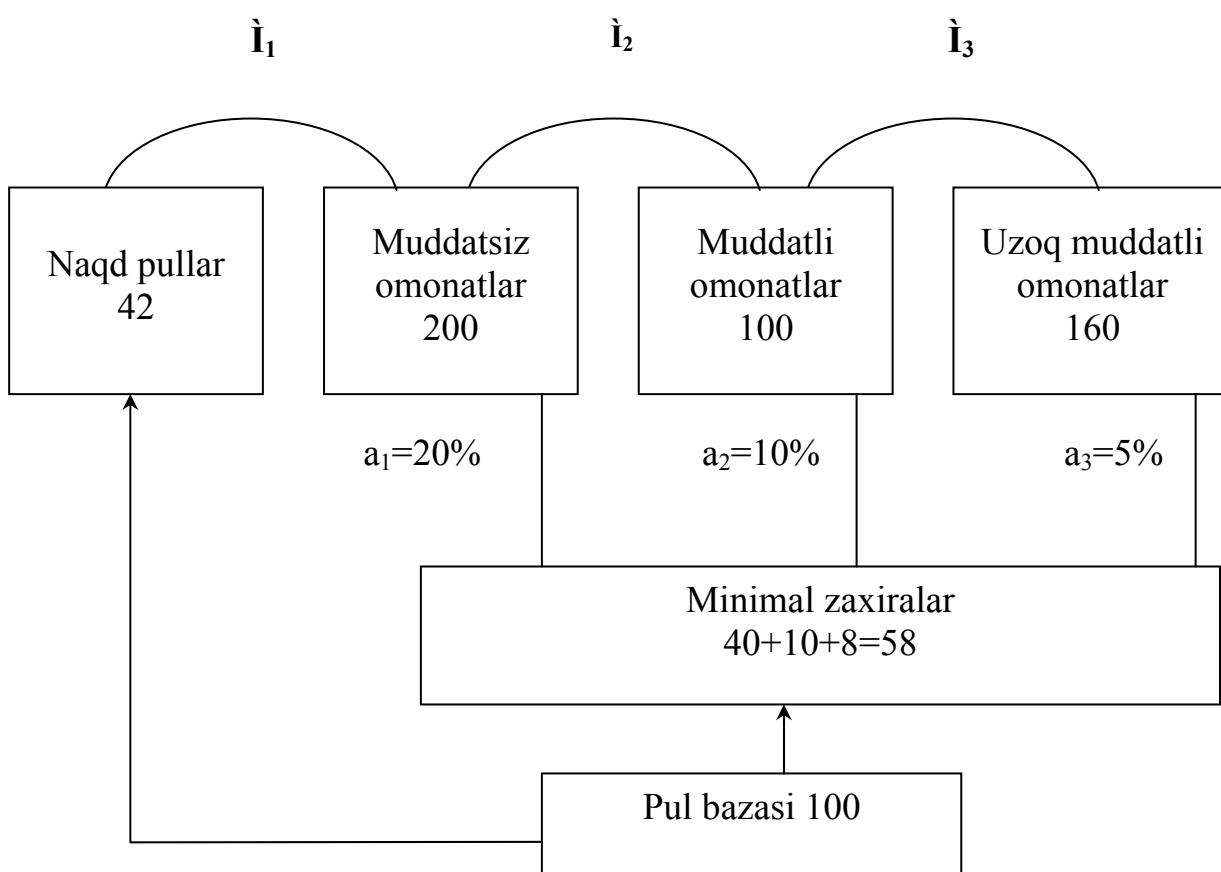 Ì₁ Ì₂ Ì₃
Naqd pullar
42
Muddatsiz
omonatlar
200
Muddatli
omonatlar
100
Uzoq muddatli
omonatlar
160
a₁=20% a₂=10% a₃=5%
Minimal zaxiralar
40+10+8=58
Pul bazasi 100